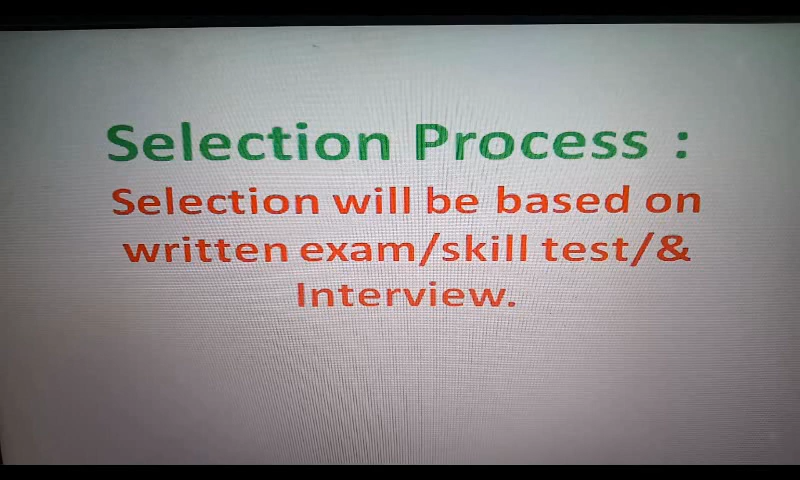 Selection Process :
Selection will be based on
written exam/skill test/&
Interview.